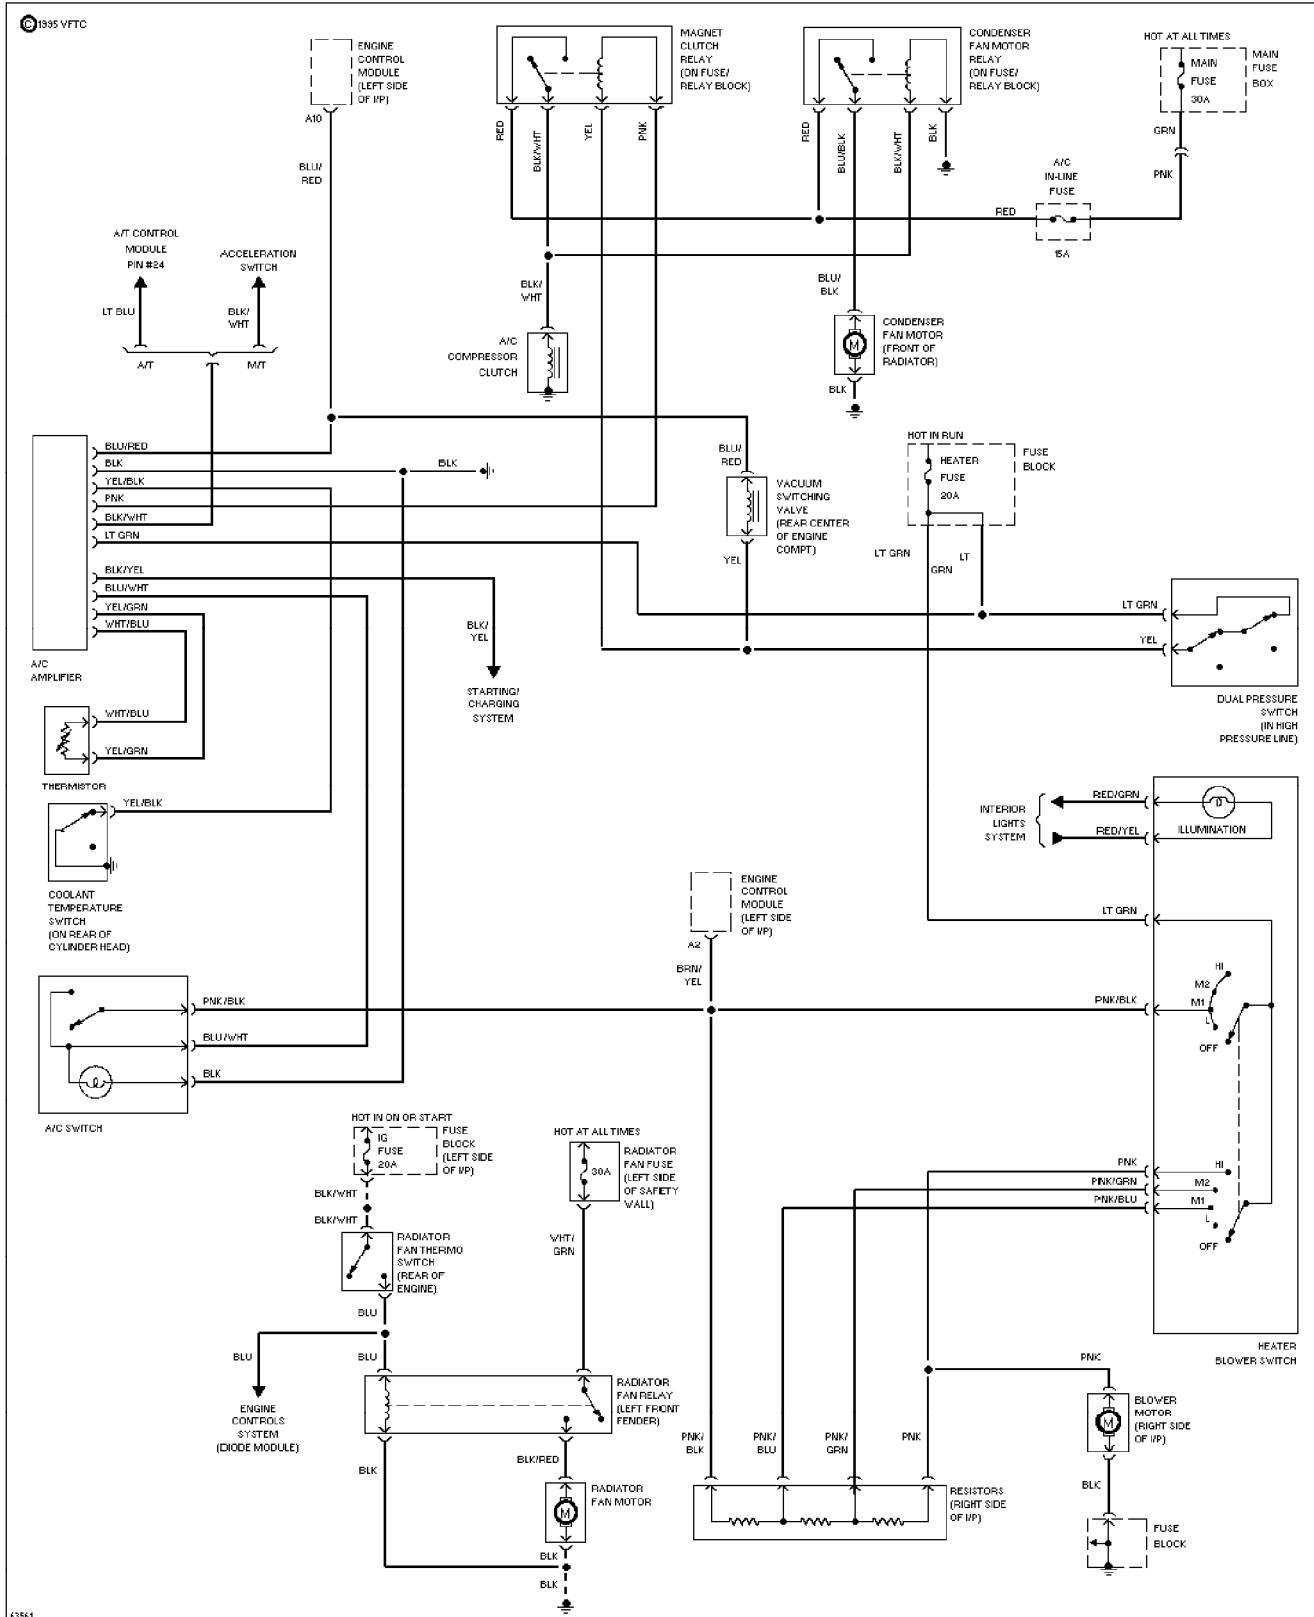 © 1995 VFTC
ENGINE
CONTROL
MODULE
(LEFT SIDE
OF I/P)
A10
BLU/
RED
MAGNET
CLUTCH
RELAY
(ON FUSE/
RELAY BLOCK)
RED
BLK/WHT
YEL
PNK
CONDENSER
FAN MOTOR
RELAY
(ON FUSE/
RELAY BLOCK)
RED
BLU/BLK
BLK/WHT
BLK
HOT AT ALL TIMES
MAIN
FUSE
30A
MAIN
FUSE
BOX
GRN
PNK
A/C
IN-LINE
FUSE
RED
15A
A/T CONTROL
MODULE
PIN #24
ACCELERATION
SWITCH
LT BLU
BLK/
WHT
A/T
M/T
BLK/
WHT
A/C
COMPRESSOR
CLUTCH
BLU/
BLK
CONDENSER
FAN MOTOR
(FRONT OF
RADIATOR)
M
BLK
BLU/RED
BLK
YEL/BLK
PNK
BLK/WHT
LT GRN
BLK/YEL
BLU/WHT
YEL/GRN
WHT/BLU
A/C
AMPLIFIER
BLK
BLU/
RED
VACUUM
SWITCHING
VALVE
(REAR CENTER
OF ENGINE
COMPT)
YEL
HOT IN RUN
HEATER
FUSE
20A
FUSE
BLOCK
LT GRN
GRN
LT
BLK/
YEL
STARTING/
CHARGING
SYSTEM
LT GRN
YEL
DUAL PRESSURE
SWITCH
(IN HIGH
PRESSURE LINE)
WHT/BLU
YEL/GRN
THERMISTOR
YEL/BLK
COOLANT
TEMPERATURE
SWITCH
(ON REAR OF
CYLINDER HEAD)
INTERIOR
LIGHTS
SYSTEM
RED/GRN
RED/YEL
ILLUMINATION
ENGINE
CONTROL
MODULE
(LEFT SIDE
OF I/P)
A2
BRN/
YEL
LT GRN
PNK/BLK
HI
M2
M1
L
OFF
PNK/BLK
BLU/WHT
BLK
A/C SWITCH
HOT IN ON OR START
IG
FUSE
20A
FUSE
BLOCK
(LEFT SIDE
OF I/P)
BLK/WHT
BLK/WHT
RADIATOR
FAN THERMO
SWITCH
(REAR OF
ENGINE)
HOT AT ALL TIMES
30A
RADIATOR
FAN FUSE
(LEFT SIDE
OF SAFETY
WALL)
WHT/
GRN
PNK
PNK/GRN
PNK/BLU
HI
M2
M1
L
OFF
HEATER
BLOWER SWITCH
BLU
BLU
BLU
ENGINE
CONTROLS
SYSTEM
(DIODE MODULE)
RADIATOR
FAN RELAY
(LEFT FRONT
FENDER)
BLK
BLK/RED
M
RADIATOR
FAN MOTOR
BLK
BLK
PNK/
BLK
PNK/
BLU
PNK/
GRN
PNK
PNK
M
BLOWER
MOTOR
(RIGHT SIDE
OF I/P)
BLK
RESISTORS
(RIGHT SIDE
OF I/P)
FUSE
BLOCK
63561